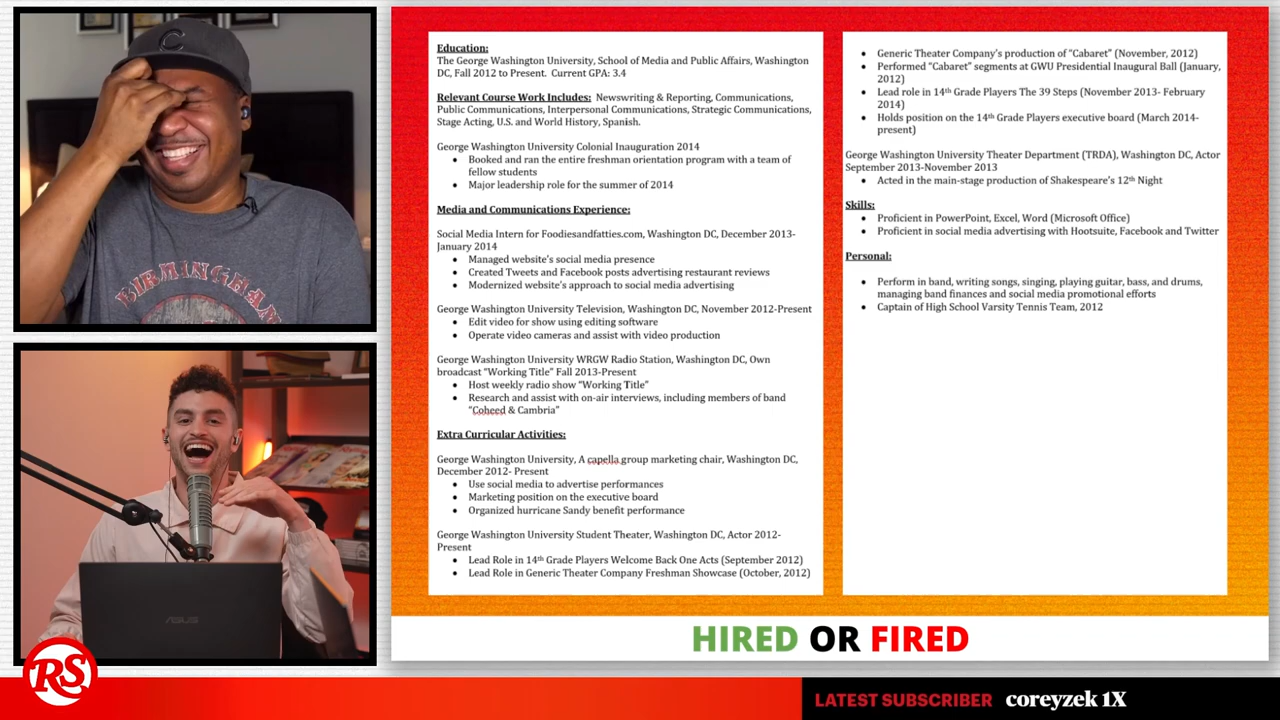 C
BIRMINGHAM
ASUS
Education:
The George Washington University, School of Media and Public Affairs, Washington
DC, Fall 2012 to Present. Current GPA: 3.4
Relevant Course Work Includes: Newswriting & Reporting, Communications,
Public Communications, Interpersonal Communications, Strategic Communications,
Stage Acting, U.S. and World History, Spanish.
George Washington University Colonial Inauguration 2014
• Booked and ran the entire freshman orientation program with a team of
fellow students
• Major leadership role for the summer of 2014
Media and Communications Experience:
Social Media Intern for Foodiesandfatties.com, Washington DC, December 2013-
January 2014
• Managed website's social media presence
• Created Tweets and Facebook posts advertising restaurant reviews
• Modernized website's approach to social media advertising
George Washington University Television, Washington DC, November 2012-Present
• Edit video for show using editing software
• Operate video cameras and assist with video production
George Washington University WRGW Radio Station, Washington DC, Own
broadcast "Working Title" Fall 2013-Present
• Host weekly radio show "Working Title"
• Research and assist with on-air interviews, including members of band
"Coheed & Cambria"
Extra Curricular Activities:
George Washington University, A capella group marketing chair, Washington DC,
December 2012- Present
• Use social media to advertise performances
• Marketing position on the executive board
• Organized hurricane Sandy benefit performance
George Washington University Student Theater, Washington DC, Actor 2012-
Present
• Lead Role in 14th Grade Players Welcome Back One Acts (September 2012)
• Lead Role in Generic Theater Company Freshman Showcase (October, 2012)
• Generic Theater Company's production of "Cabaret" (November, 2012)
• Performed "Cabaret" segments at GWU Presidential Inaugural Ball (January,
2012)
• Lead role in 14th Grade Players The 39 Steps (November 2013- February
2014)
• Holds position on the 14th Grade Players executive board (March 2014-
present)
George Washington University Theater Department (TRDA), Washington DC, Actor
September 2013-November 2013
• Acted in the main-stage production of Shakespeare's 12th Night
Skills:
• Proficient in PowerPoint, Excel, Word (Microsoft Office)
• Proficient in social media advertising with Hootsuite, Facebook and Twitter
Personal:
• Perform in band, writing songs, singing, playing guitar, bass, and drums,
managing band finances and social media promotional efforts
• Captain of High School Varsity Tennis Team, 2012
HIRED OR FIRED
RS
LATEST SUBSCRIBER coreyzek 1X